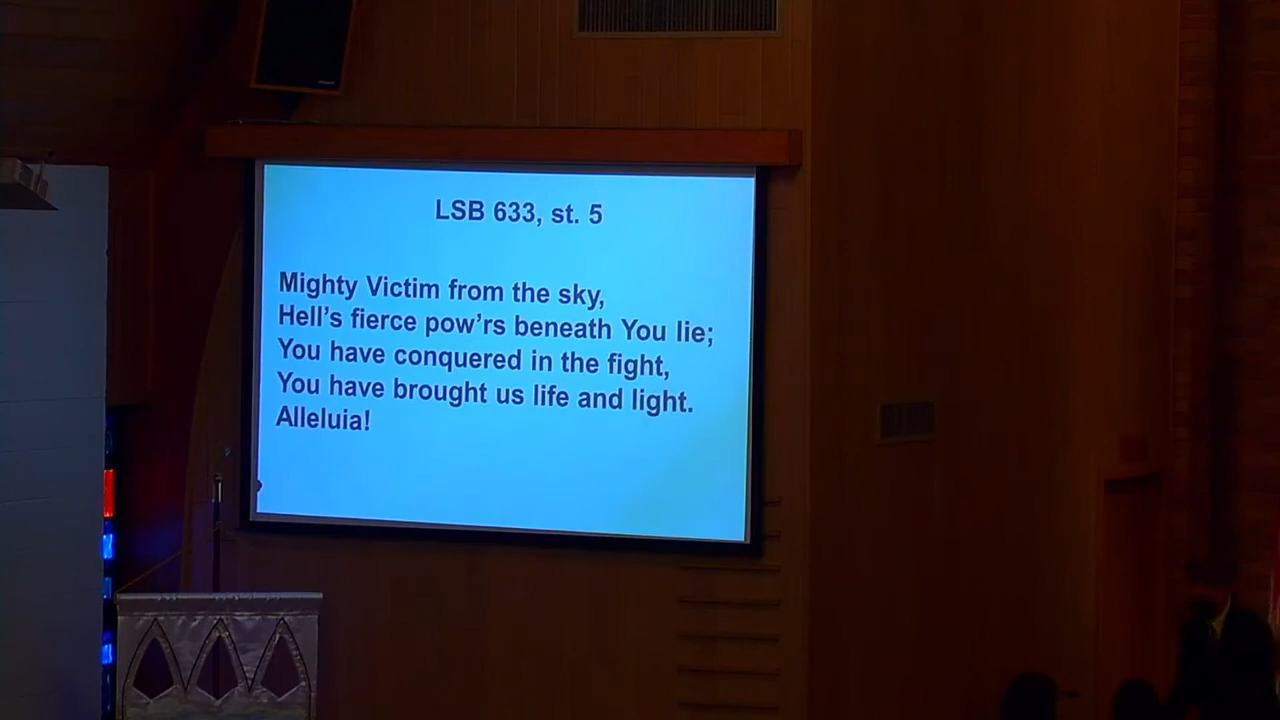 LSB 633, st. 5
Mighty Victim from the sky,
Hell's fierce pow'rs beneath You lie;
You have conquered in the fight,
You have brought us life and light.
Alleluia!